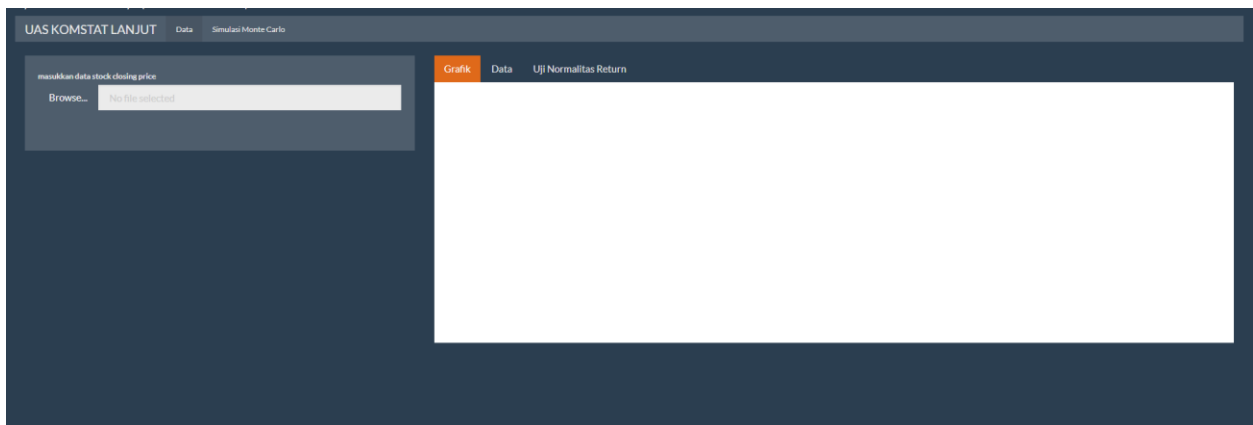 UAS KOMSTAT LANJUT Data Simulasi Monte Carlo
masukkan data stock closing price
Browse... No file selected
Grafik Data Uji Normalitas Return